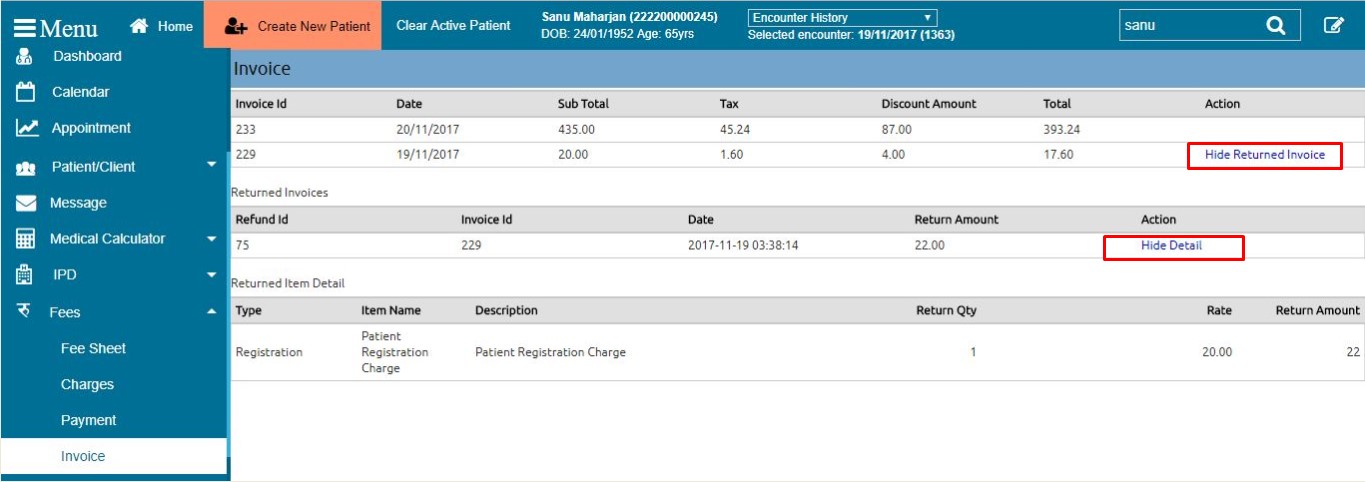 Menu
Home
Create New Patient
Clear Active Patient
Sanu Maharjan (222200000245)
DOB: 24/01/1952 Age: 65yrs
Encounter History
Selected encounter: 19/11/2017 (1363)
sanu
Dashboard
Calendar
Appointment
Patient/Client
Message
Medical Calculator
IPD
रु Fees
Fee Sheet
Charges
Payment
Invoice
Invoice
Invoice Id Date Sub Total Tax Discount Amount Total Action
233 20/11/2017 435.00 45.24 87.00 393.24
229 19/11/2017 20.00 1.60 4.00 17.60 Hide Returned Invoice
Returned Invoices
Refund Id Invoice Id Date Return Amount Action
75 229 2017-11-19 03:38:14 22.00 Hide Detail
Returned Item Detail
Type Item Name Description Return Qty Rate Return Amount
Registration Patient Registration Charge Patient Registration Charge 1 20.00 22